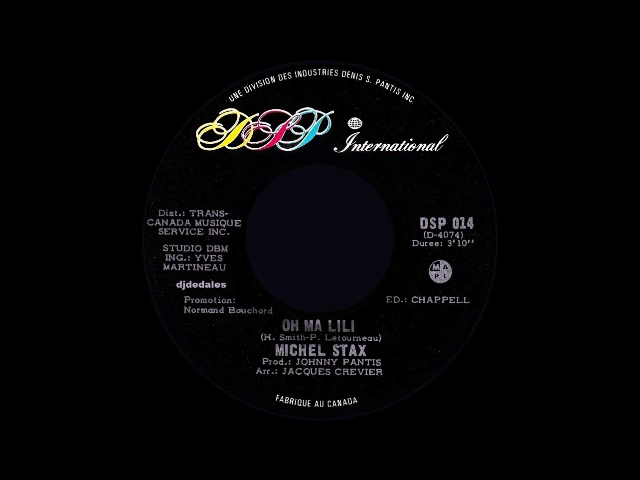 UNE DIVISION DES INDUSTRIES DENIS S. PANTIS INC.
DSP International
Dist.: TRANS-
CANADA MUSIQUE
SERVICE INC.
STUDIO DBM
ING.: YVES
MARTINEAU
djdedales
Promotion:
Normand Bouchard
DSP 014
(D-4074)
Duree: 3'10"
MAPL
ED.: CHAPPELL
OH MA LILI
(H. Smith-P. Letourneau)
MICHEL STAX
Prod.: JOHNNY PANTIS
Arr.: JACQUES CREVIER
FABRIQUE AU CANADA